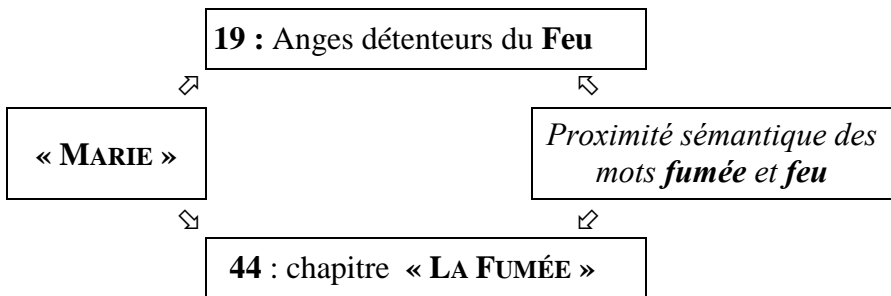 19 : Anges détenteurs du Feu
« MARIE »
Proximité sémantique des
mots fumée et feu
44 : chapitre « LA FUMÉE »